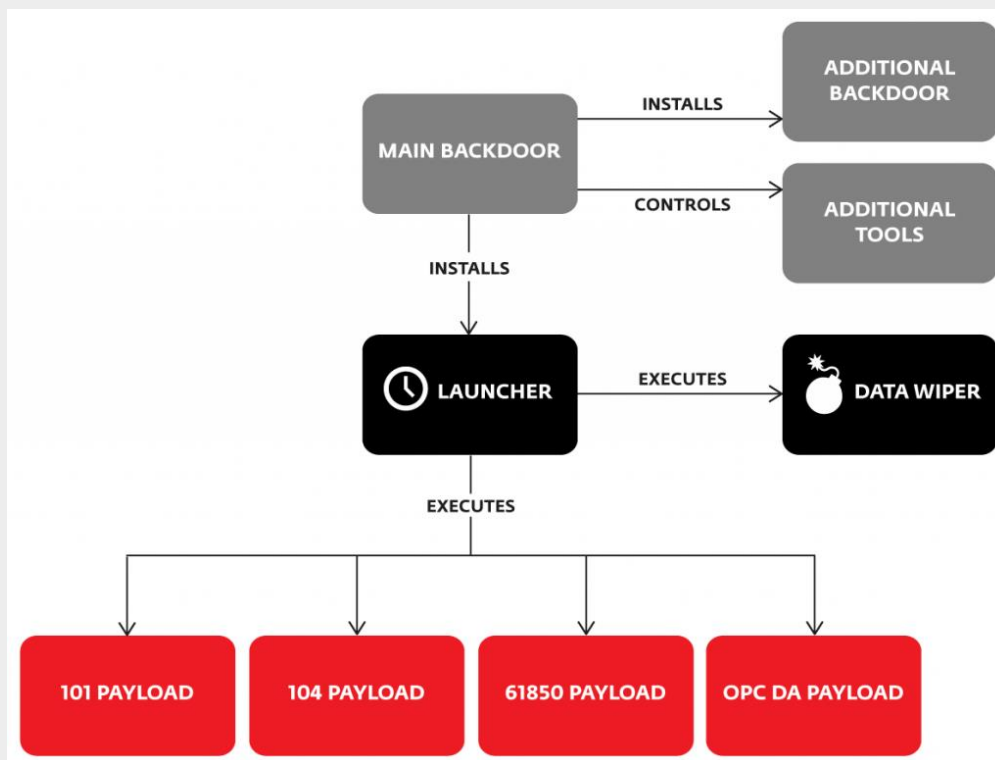 ADDITIONAL
BACKDOOR
INSTALLS
MAIN BACKDOOR
CONTROLS
ADDITIONAL
TOOLS
INSTALLS
LAUNCHER
EXECUTES
DATA WIPER
EXECUTES
101 PAYLOAD
104 PAYLOAD
61850 PAYLOAD
OPC DA PAYLOAD